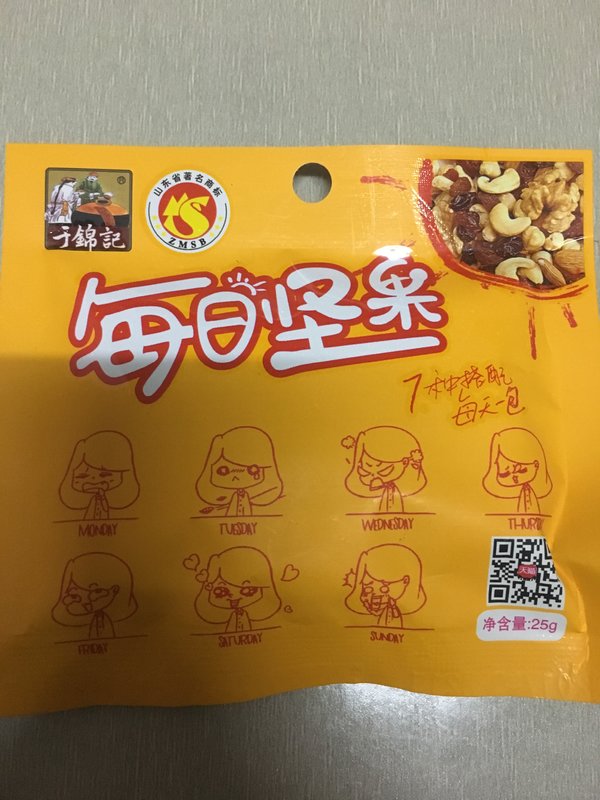 于錦記
山东省著名商标
ZMSB
每日坚果
7种搭配
每天一包
MONDAY
TUESDAY
WEDNESDAY
THURSD
FRIDAY
SATURDAY
SUNDAY
天猫
净含量:25g